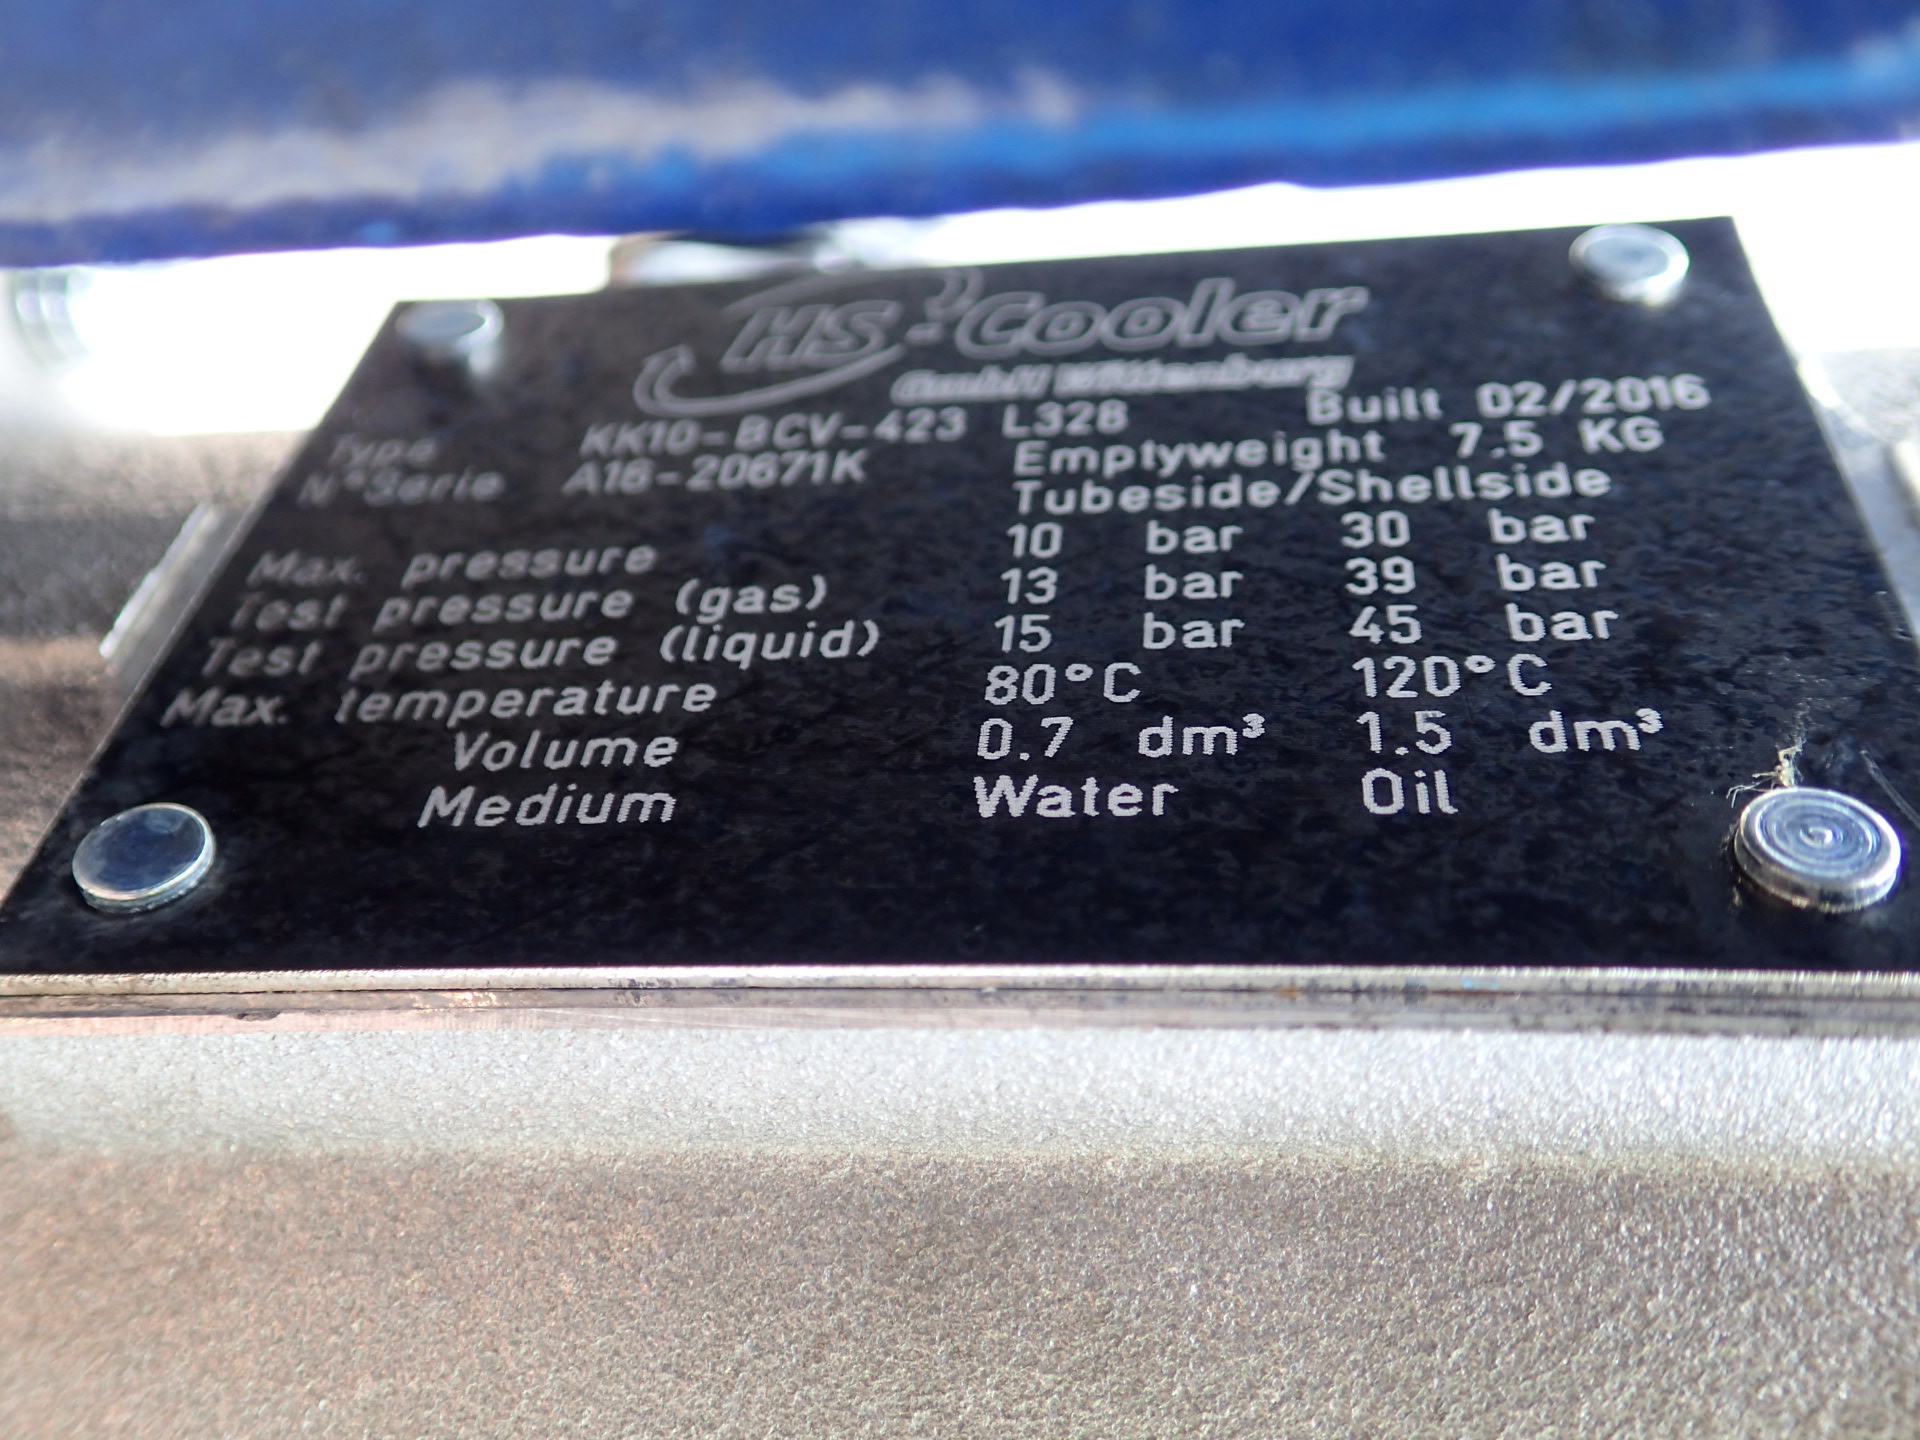 HS-Cooler
GmbH Wittenburg
Type KK10-BCV-423 L328 Built 02/2016
N°Serie A16-20671K Emptyweight 7.5 KG
Tubeside/Shellside
Max. pressure 10 bar 30 bar
Test pressure (gas) 13 bar 39 bar
Test pressure (liquid) 15 bar 45 bar
Max. temperature 80°C 120°C
Volume 0.7 dm³ 1.5 dm³
Medium Water Oil